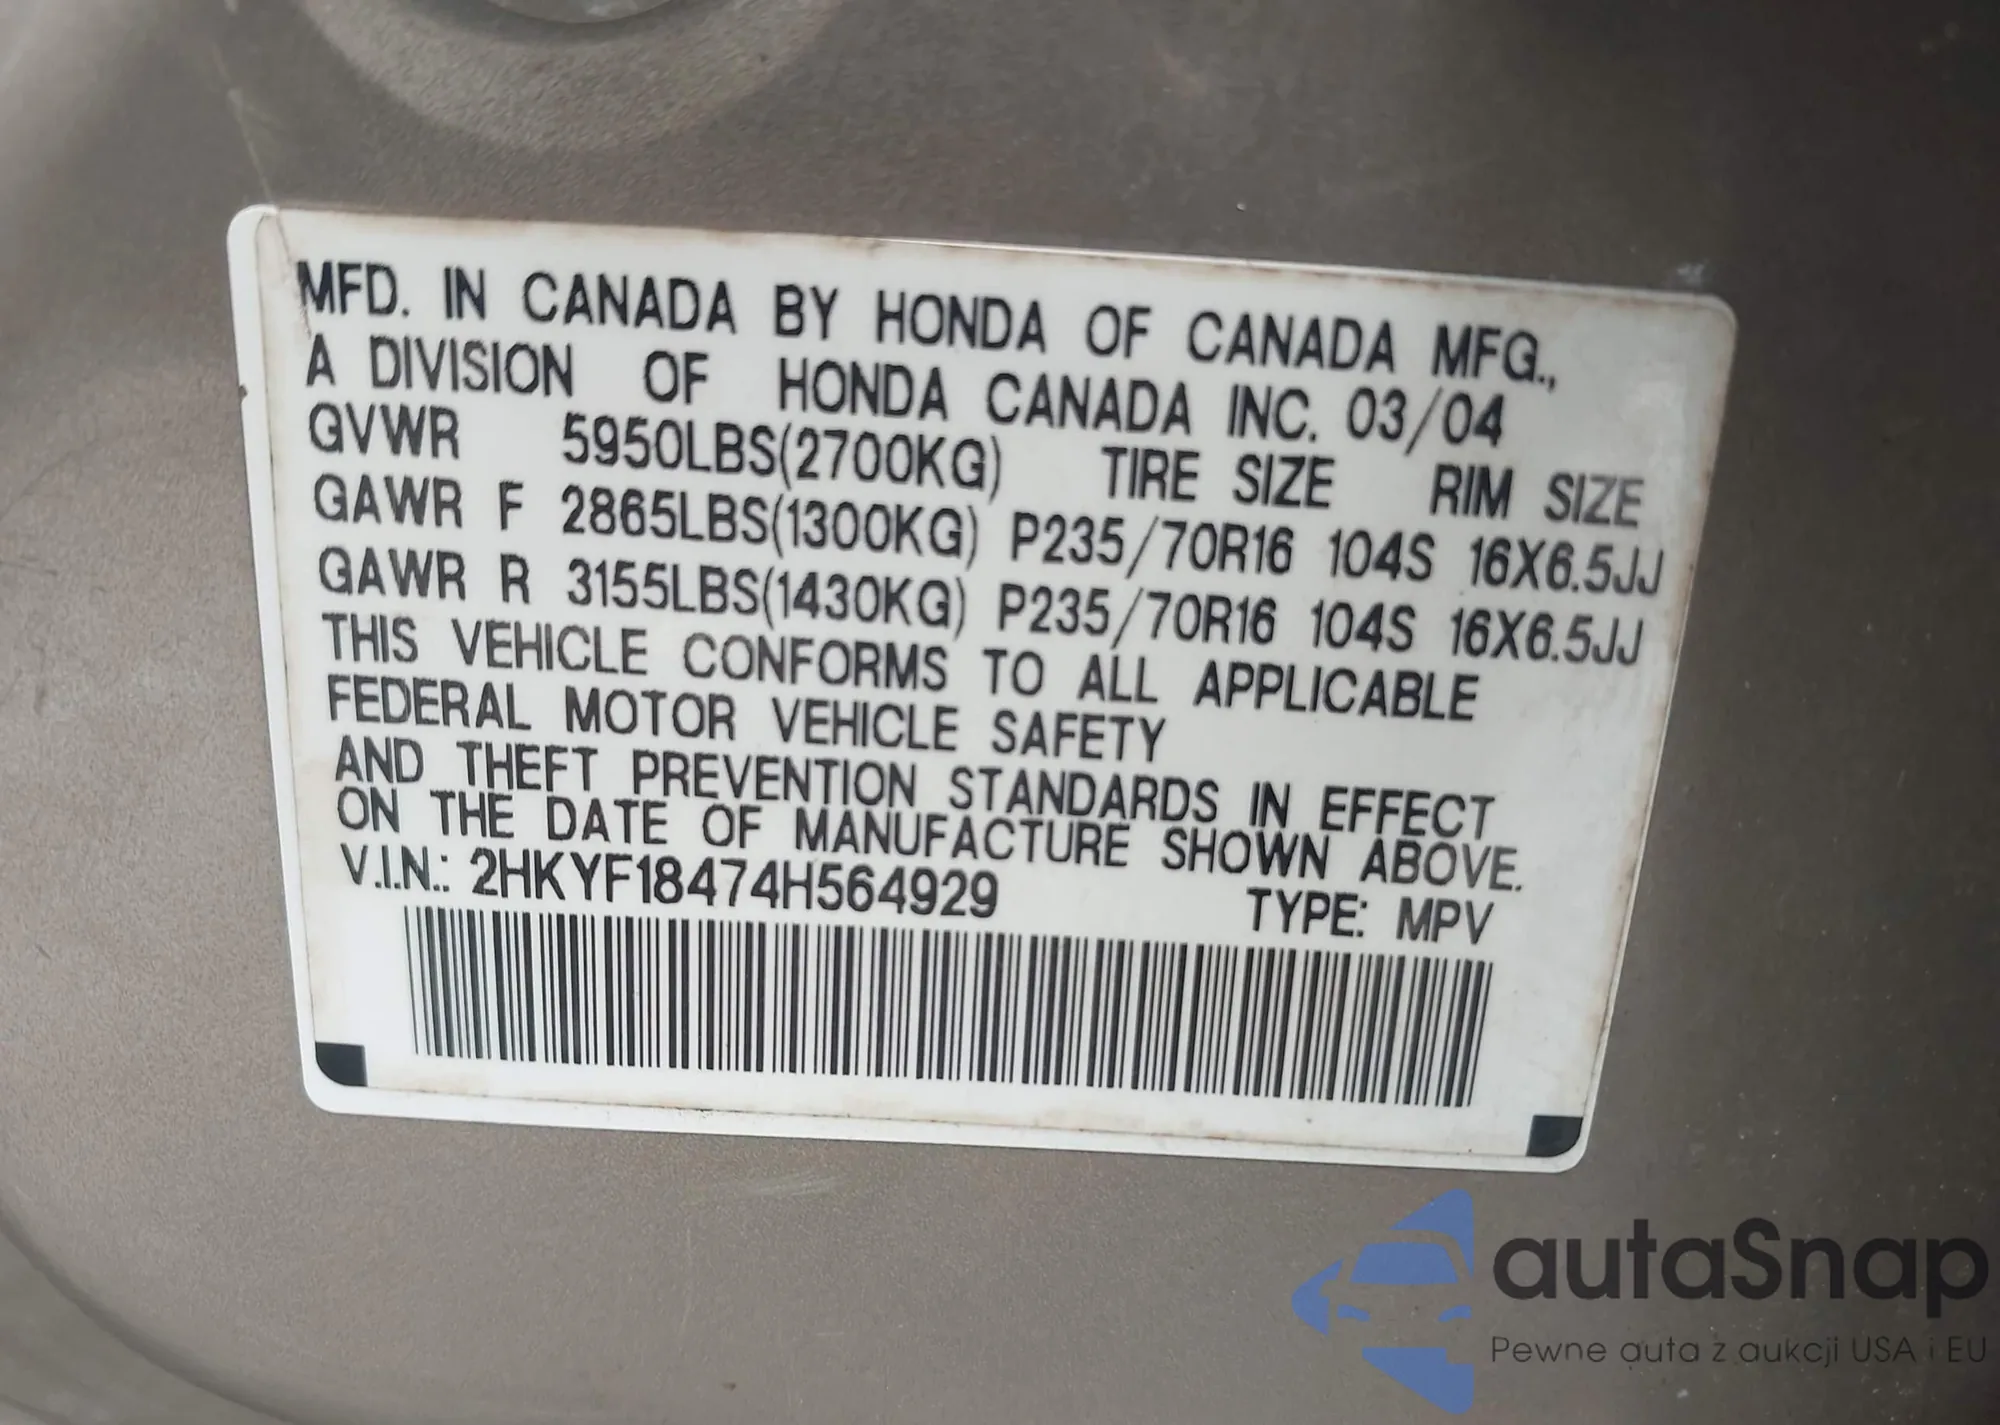 MFD. IN CANADA BY HONDA OF CANADA MFG.,
A DIVISION OF HONDA CANADA INC. 03/04
GVWR 5950LBS(2700KG) TIRE SIZE RIM SIZE
GAWR F 2865LBS(1300KG) P235/70R16 104S 16X6.5JJ
GAWR R 3155LBS(1430KG) P235/70R16 104S 16X6.5JJ
THIS VEHICLE CONFORMS TO ALL APPLICABLE
FEDERAL MOTOR VEHICLE SAFETY
AND THEFT PREVENTION STANDARDS IN EFFECT
ON THE DATE OF MANUFACTURE SHOWN ABOVE.
V.I.N.: 2HKYF18474H564929 TYPE: MPV
autaSnap
Pewne auta z aukcji USA i EU